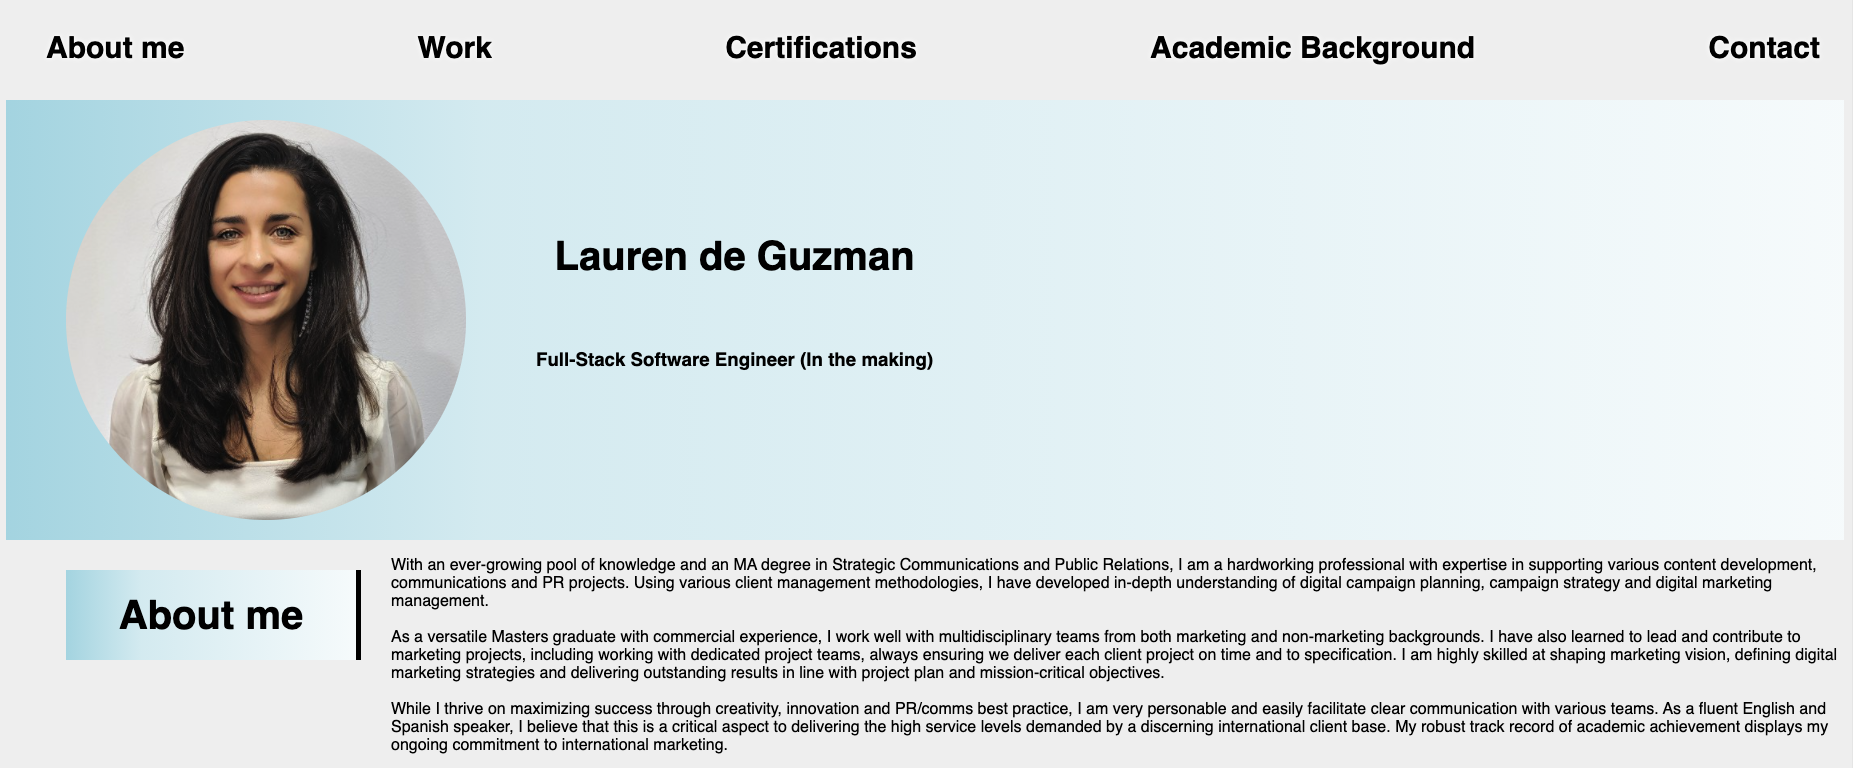 About me Work Certifications Academic Background Contact
Lauren de Guzman
Full-Stack Software Engineer (In the making)
About me
With an ever-growing pool of knowledge and an MA degree in Strategic Communications and Public Relations, I am a hardworking professional with expertise in supporting various content development,
communications and PR projects. Using various client management methodologies, I have developed in-depth understanding of digital campaign planning, campaign strategy and digital marketing
management.
As a versatile Masters graduate with commercial experience, I work well with multidisciplinary teams from both marketing and non-marketing backgrounds. I have also learned to lead and contribute to
marketing projects, including working with dedicated project teams, always ensuring we deliver each client project on time and to specification. I am highly skilled at shaping marketing vision, defining digital
marketing strategies and delivering outstanding results in line with project plan and mission-critical objectives.
While I thrive on maximizing success through creativity, innovation and PR/comms best practice, I am very personable and easily facilitate clear communication with various teams. As a fluent English and
Spanish speaker, I believe that this is a critical aspect to delivering the high service levels demanded by a discerning international client base. My robust track record of academic achievement displays my
ongoing commitment to international marketing.